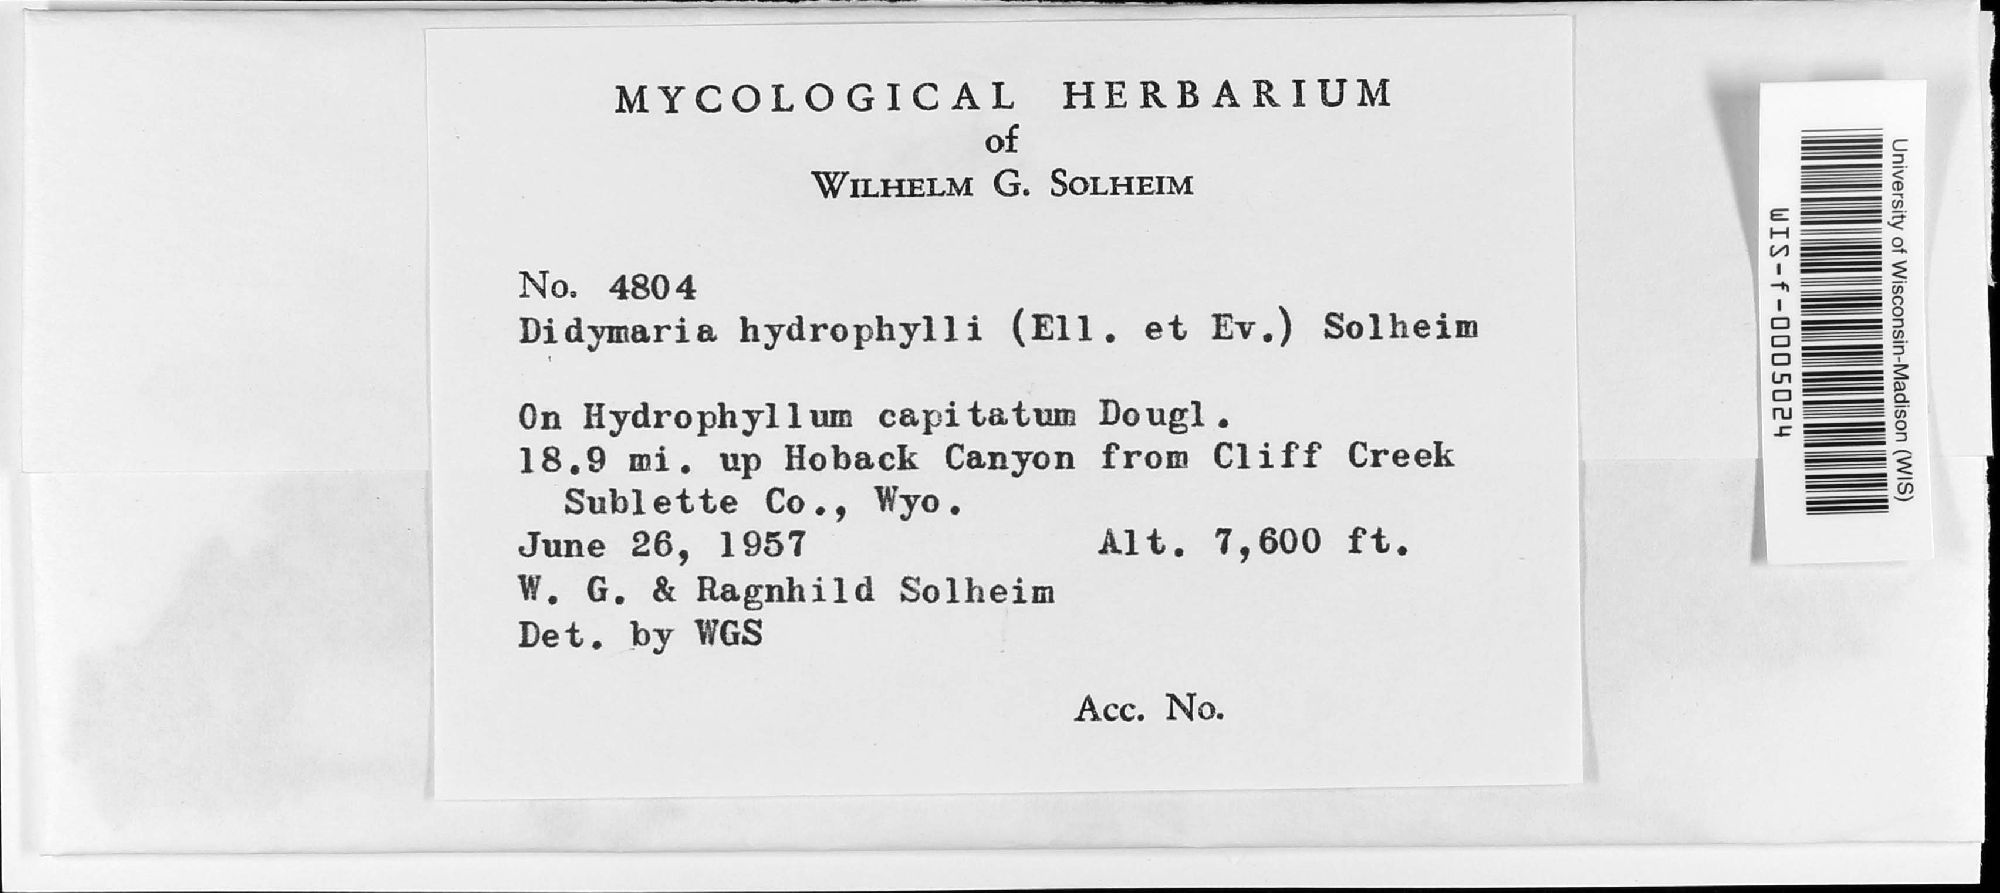 MYCOLOGICAL HERBARIUM
of
WILHELM G. SOLHEIM
No. 4804
Didymaria hydrophylli (Ell. et Ev.) Solheim
On Hydrophyllum capitatum Dougl.
18.9 mi. up Hoback Canyon from Cliff Creek
Sublette Co., Wyo.
June 26, 1957 Alt. 7,600 ft.
W. G. & Ragnhild Solheim
Det. by WGS
Acc. No.
University of Wisconsin-Madison (WIS)
WIS-f-0005024